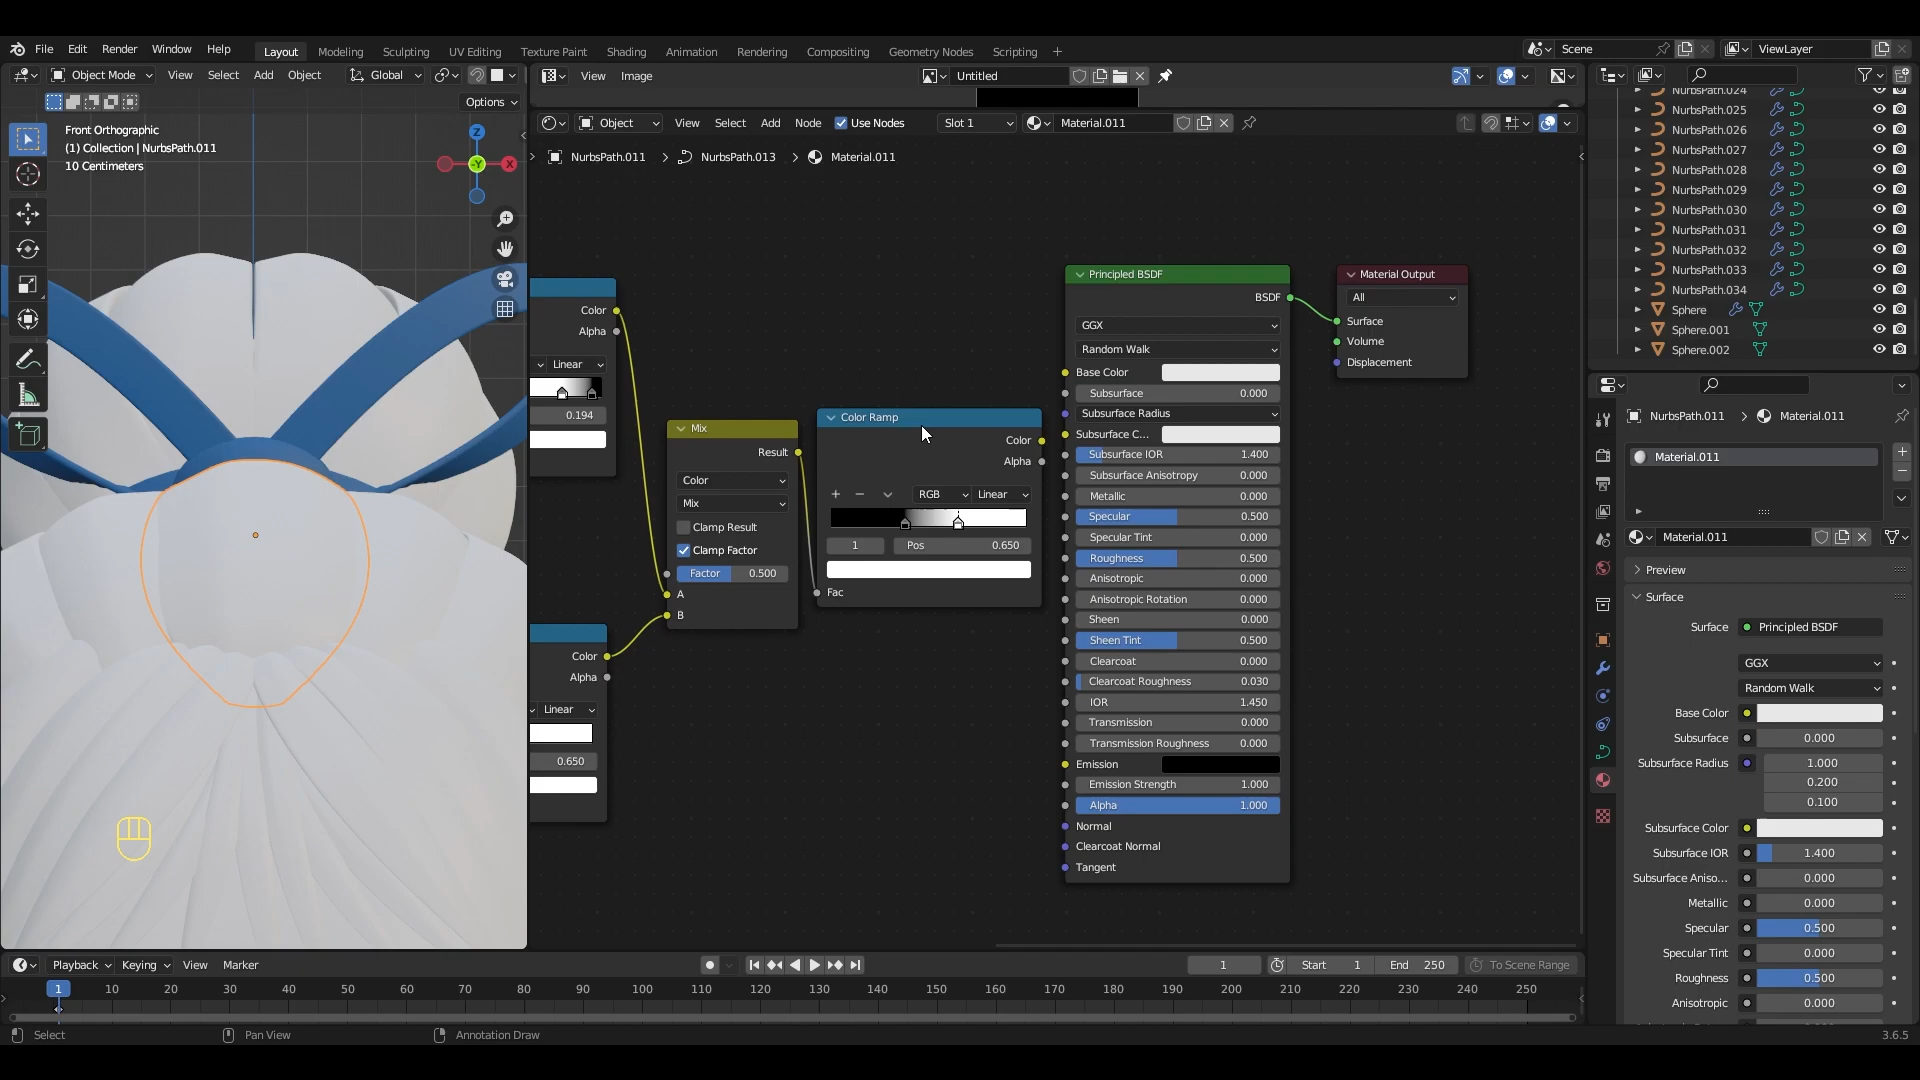 File Edit Render Window Help Layout Modeling Sculpting UV Editing Texture Paint Shading Animation Rendering Compositing Geometry Nodes Scripting + Scene ViewLayer
Object Mode View Select Add Object Global View Image Untitled
Options
Object View Select Add Node Use Nodes Slot 1 Material.011
Front Orthographic
(1) Collection | NurbsPath.011
10 Centimeters
Z
-Y
X
NurbsPath.011 > NurbsPath.013 > Material.011
Color
Alpha
Linear
0.194
Color
Alpha
Linear
0.650
Mix
Result
Color
Mix
Clamp Result
Clamp Factor
Factor 0.500
A
B
Color Ramp
Color
Alpha
RGB Linear
1 Pos 0.650
Fac
Principled BSDF
BSDF
GGX
Random Walk
Base Color
Subsurface 0.000
Subsurface Radius
Subsurface C...
Subsurface IOR 1.400
Subsurface Anisotropy 0.000
Metallic 0.000
Specular 0.500
Specular Tint 0.000
Roughness 0.500
Anisotropic 0.000
Anisotropic Rotation 0.000
Sheen 0.000
Sheen Tint 0.500
Clearcoat 0.000
Clearcoat Roughness 0.030
IOR 1.450
Transmission 0.000
Transmission Roughness 0.000
Emission
Emission Strength 1.000
Alpha 1.000
Normal
Clearcoat Normal
Tangent
Material Output
All
Surface
Volume
Displacement
NurbsPath.024
NurbsPath.025
NurbsPath.026
NurbsPath.027
NurbsPath.028
NurbsPath.029
NurbsPath.030
NurbsPath.031
NurbsPath.032
NurbsPath.033
NurbsPath.034
Sphere
Sphere.001
Sphere.002
NurbsPath.011 > Material.011
Material.011
Material.011
Preview
Surface
Surface Principled BSDF
GGX
Random Walk
Base Color
Subsurface 0.000
Subsurface Radius 1.000
0.200
0.100
Subsurface Color
Subsurface IOR 1.400
Subsurface Aniso... 0.000
Metallic 0.000
Specular 0.500
Specular Tint 0.000
Roughness 0.500
Anisotropic 0.000
Playback Keying View Marker 1 Start 1 End 250 To Scene Range
1 10 20 30 40 50 60 70 80 90 100 110 120 130 140 150 160 170 180 190 200 210 220 230 240 250
Select Pan View Annotation Draw 3.6.5